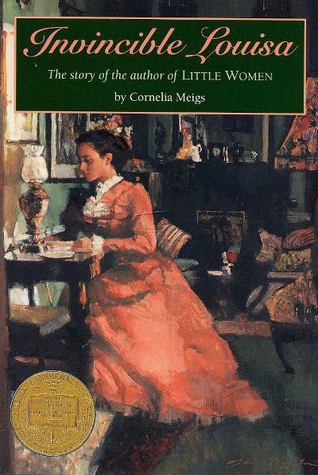 Invincible Louisa
The story of the author of LITTLE WOMEN
by Cornelia Meigs